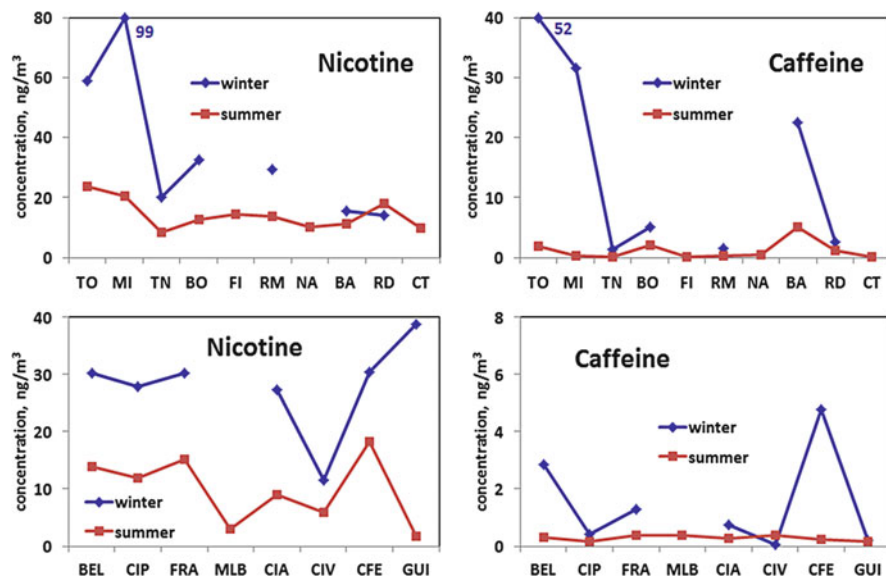 80
60
40
20
0
concentration, ng/m³
99
Nicotine
winter
summer
TO MI TN BO FI RM NA BA RD CT
40
30
20
10
0
concentration, ng/m³
52
Caffeine
winter
summer
TO MI TN BO FI RM NA BA RD CT
40
30
20
10
0
concentration, ng/m³
Nicotine
winter
summer
BEL CIP FRA MLB CIA CIV CFE GUI
8
6
4
2
0
concentration, ng/m³
Caffeine
winter
summer
BEL CIP FRA MLB CIA CIV CFE GUI